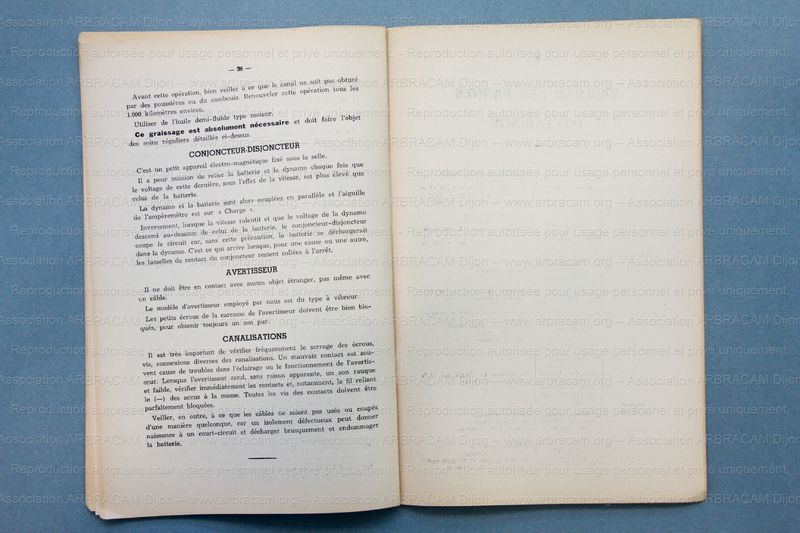 — 38 —
Avant cette opération, bien veiller à ce que le canal ne soit pas obturé
par des poussières ou du cambouis. Renouveler cette opération tous les
1.000 kilomètres environ.
Utiliser de l'huile demi-fluide type moteur.
Ce graissage est absolument nécessaire et doit faire l'objet
des soins réguliers détaillés ci-dessus.
CONJONCTEUR-DISJONCTEUR
C'est un petit appareil électro-magnétique fixé sous la selle.
Il a pour mission de relier la batterie et la dynamo chaque fois que
le voltage de cette dernière, sous l'effet de la vitesse, est plus élevé que
celui de la batterie.
La dynamo et la batterie sont alors couplées en parallèle et l'aiguille
de l'ampèremètre est sur « Charge ».
Inversement, lorsque la vitesse ralentit et que le voltage de la dynamo
descend au-dessous de celui de la batterie, le conjoncteur-disjoncteur
coupe le circuit car, sans cette précaution, la batterie se déchargerait
dans la dynamo. C'est ce qui arrive lorsque, pour une cause ou une autre,
les lamelles de contact du conjoncteur restent collées à l'arrêt.
AVERTISSEUR
Il ne doit être en contact avec aucun objet étranger, pas même avec
un câble.
Le modèle d'avertisseur employé par nous est du type à vibreur.
Les petits écrous de la carcasse de l'avertisseur doivent être bien blo-
qués, pour obtenir toujours un son pur.
CANALISATIONS
Il est très important de vérifier fréquemment le serrage des écrous,
vis, connexions diverses des canalisations. Un mauvais contact est sou-
vent cause de troubles dans l'éclairage ou le fonctionnement de l'avertis-
seur. Lorsque l'avertisseur rend, sans raison apparente, un son rauque
et faible, vérifier immédiatement les contacts et, notamment, le fil reliant
le (—) des accus à la masse. Toutes les vis des contacts doivent être
parfaitement bloquées.
Veiller, en outre, à ce que les câbles ne soient pas usés ou coupés
d'une manière quelconque, car un isolement défectueux peut donner
naissance à un court-circuit et décharger brusquement et endommager
la batterie.